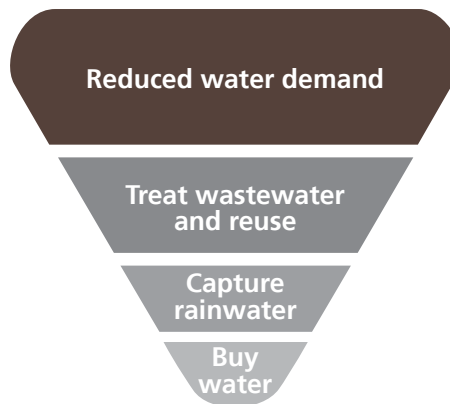 Reduced water demand
Treat wastewater
and reuse
Capture
rainwater
Buy
water